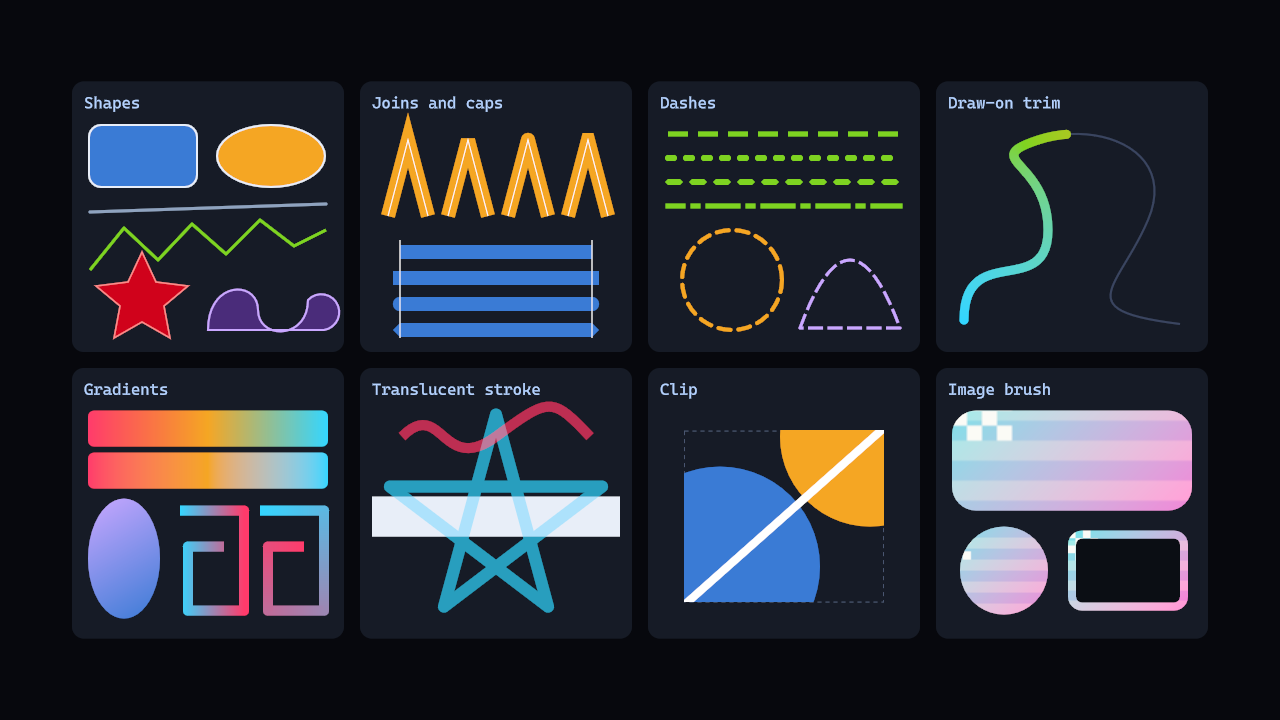 Shapes
Joins and caps
Dashes
Draw-on trim
Gradients
Translucent stroke
Clip
Image brush